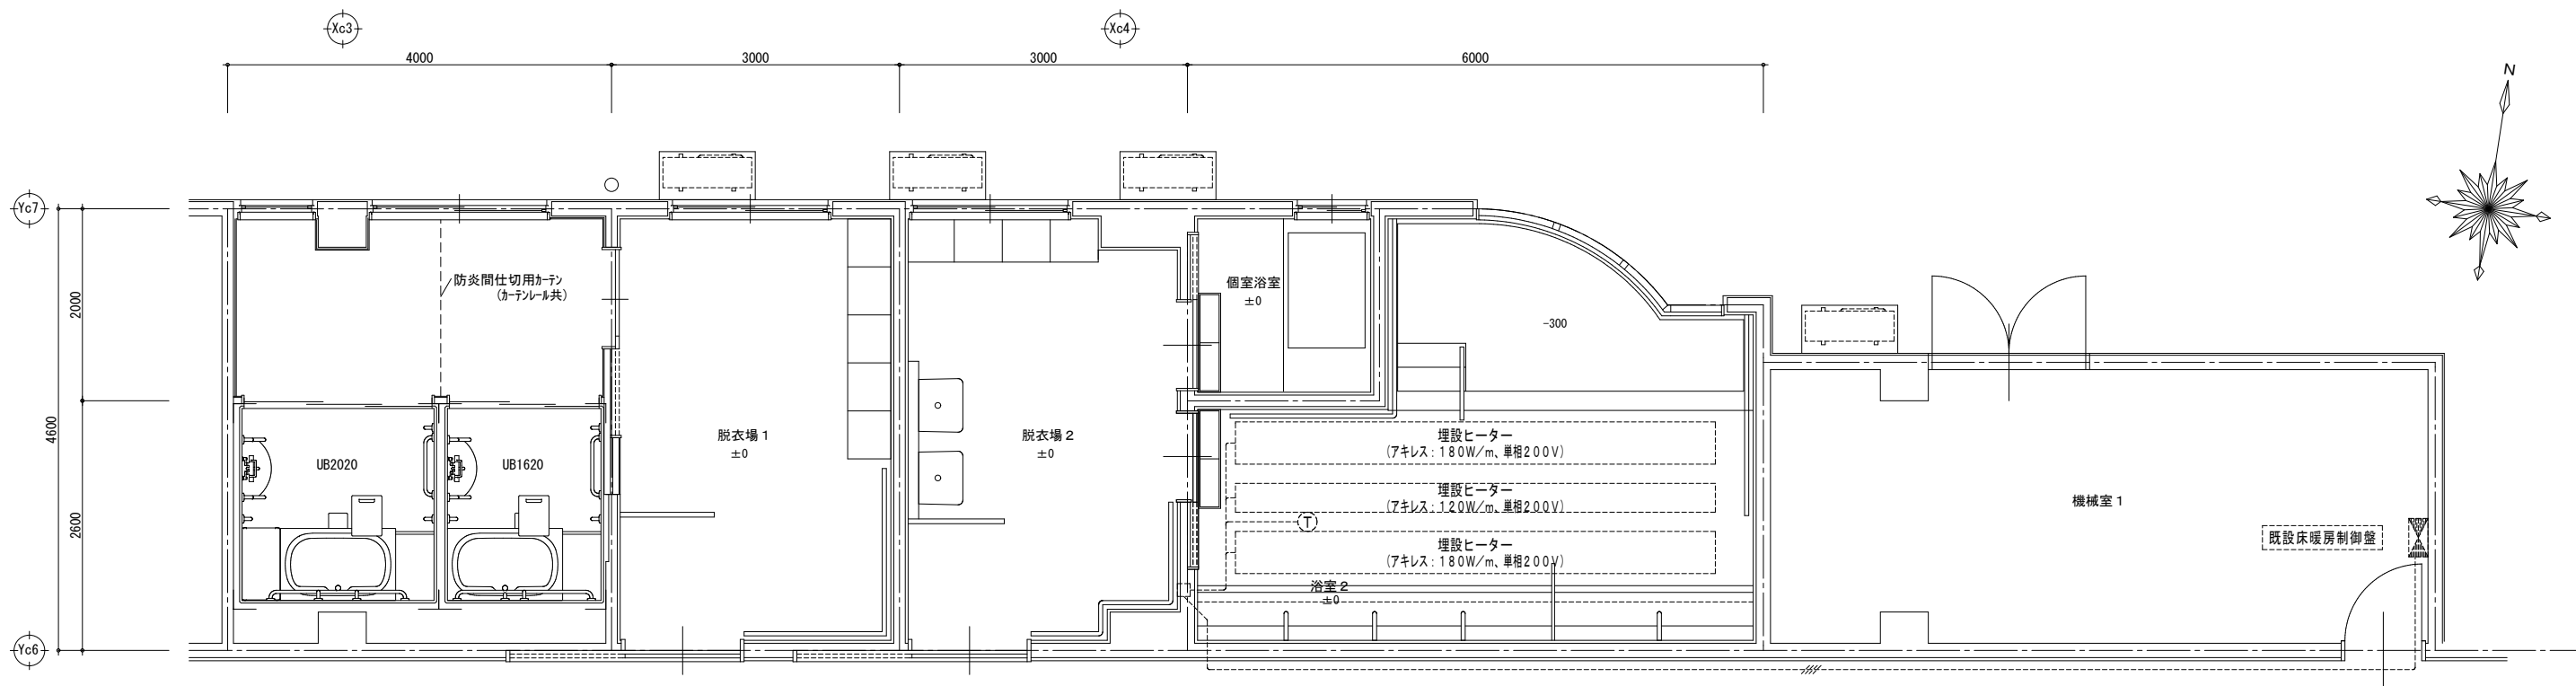 Xc3
Xc4
4000
3000
3000
6000
N
Yc7
防炎間仕切用カーテン
(カーテンレール共)
個室浴室
±0
2000
-300
4600
UB2020
UB1620
脱衣場1
±0
脱衣場2
±0
埋設ヒーター
(アキレス:180W/m、単相200V)
埋設ヒーター
(アキレス:120W/m、単相200V)
T
埋設ヒーター
(アキレス:180W/m、単相200V)
機械室1
2600
既設床暖房制御盤
浴室2
±0
Yc6